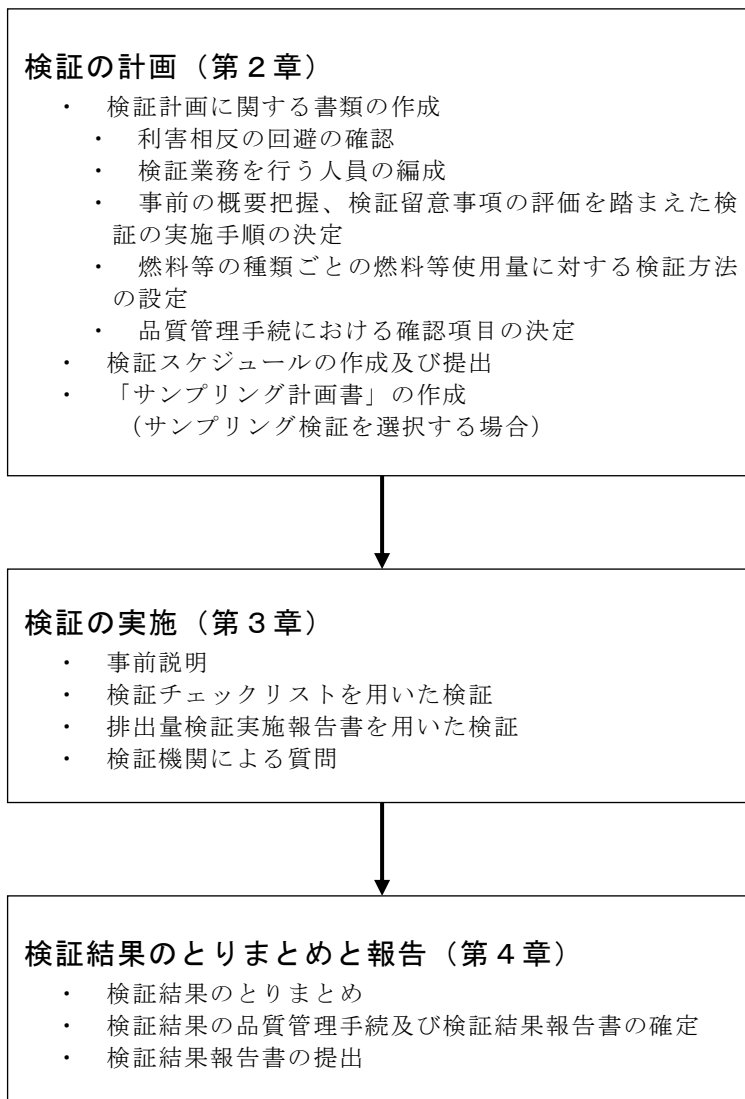 検証の計画（第２章）
・　検証計画に関する書類の作成
・　利害相反の回避の確認
・　検証業務を行う人員の編成
・　事前の概要把握、検証留意事項の評価を踏まえた検
証の実施手順の決定
・　燃料等の種類ごとの燃料等使用量に対する検証方法
の設定
・　品質管理手続における確認項目の決定
・　検証スケジュールの作成及び提出
・　「サンプリング計画書」の作成
（サンプリング検証を選択する場合）
検証の実施（第３章）
・　事前説明
・　検証チェックリストを用いた検証
・　排出量検証実施報告書を用いた検証
・　検証機関による質問
検証結果のとりまとめと報告（第４章）
・　検証結果のとりまとめ
・　検証結果の品質管理手続及び検証結果報告書の確定
・　検証結果報告書の提出